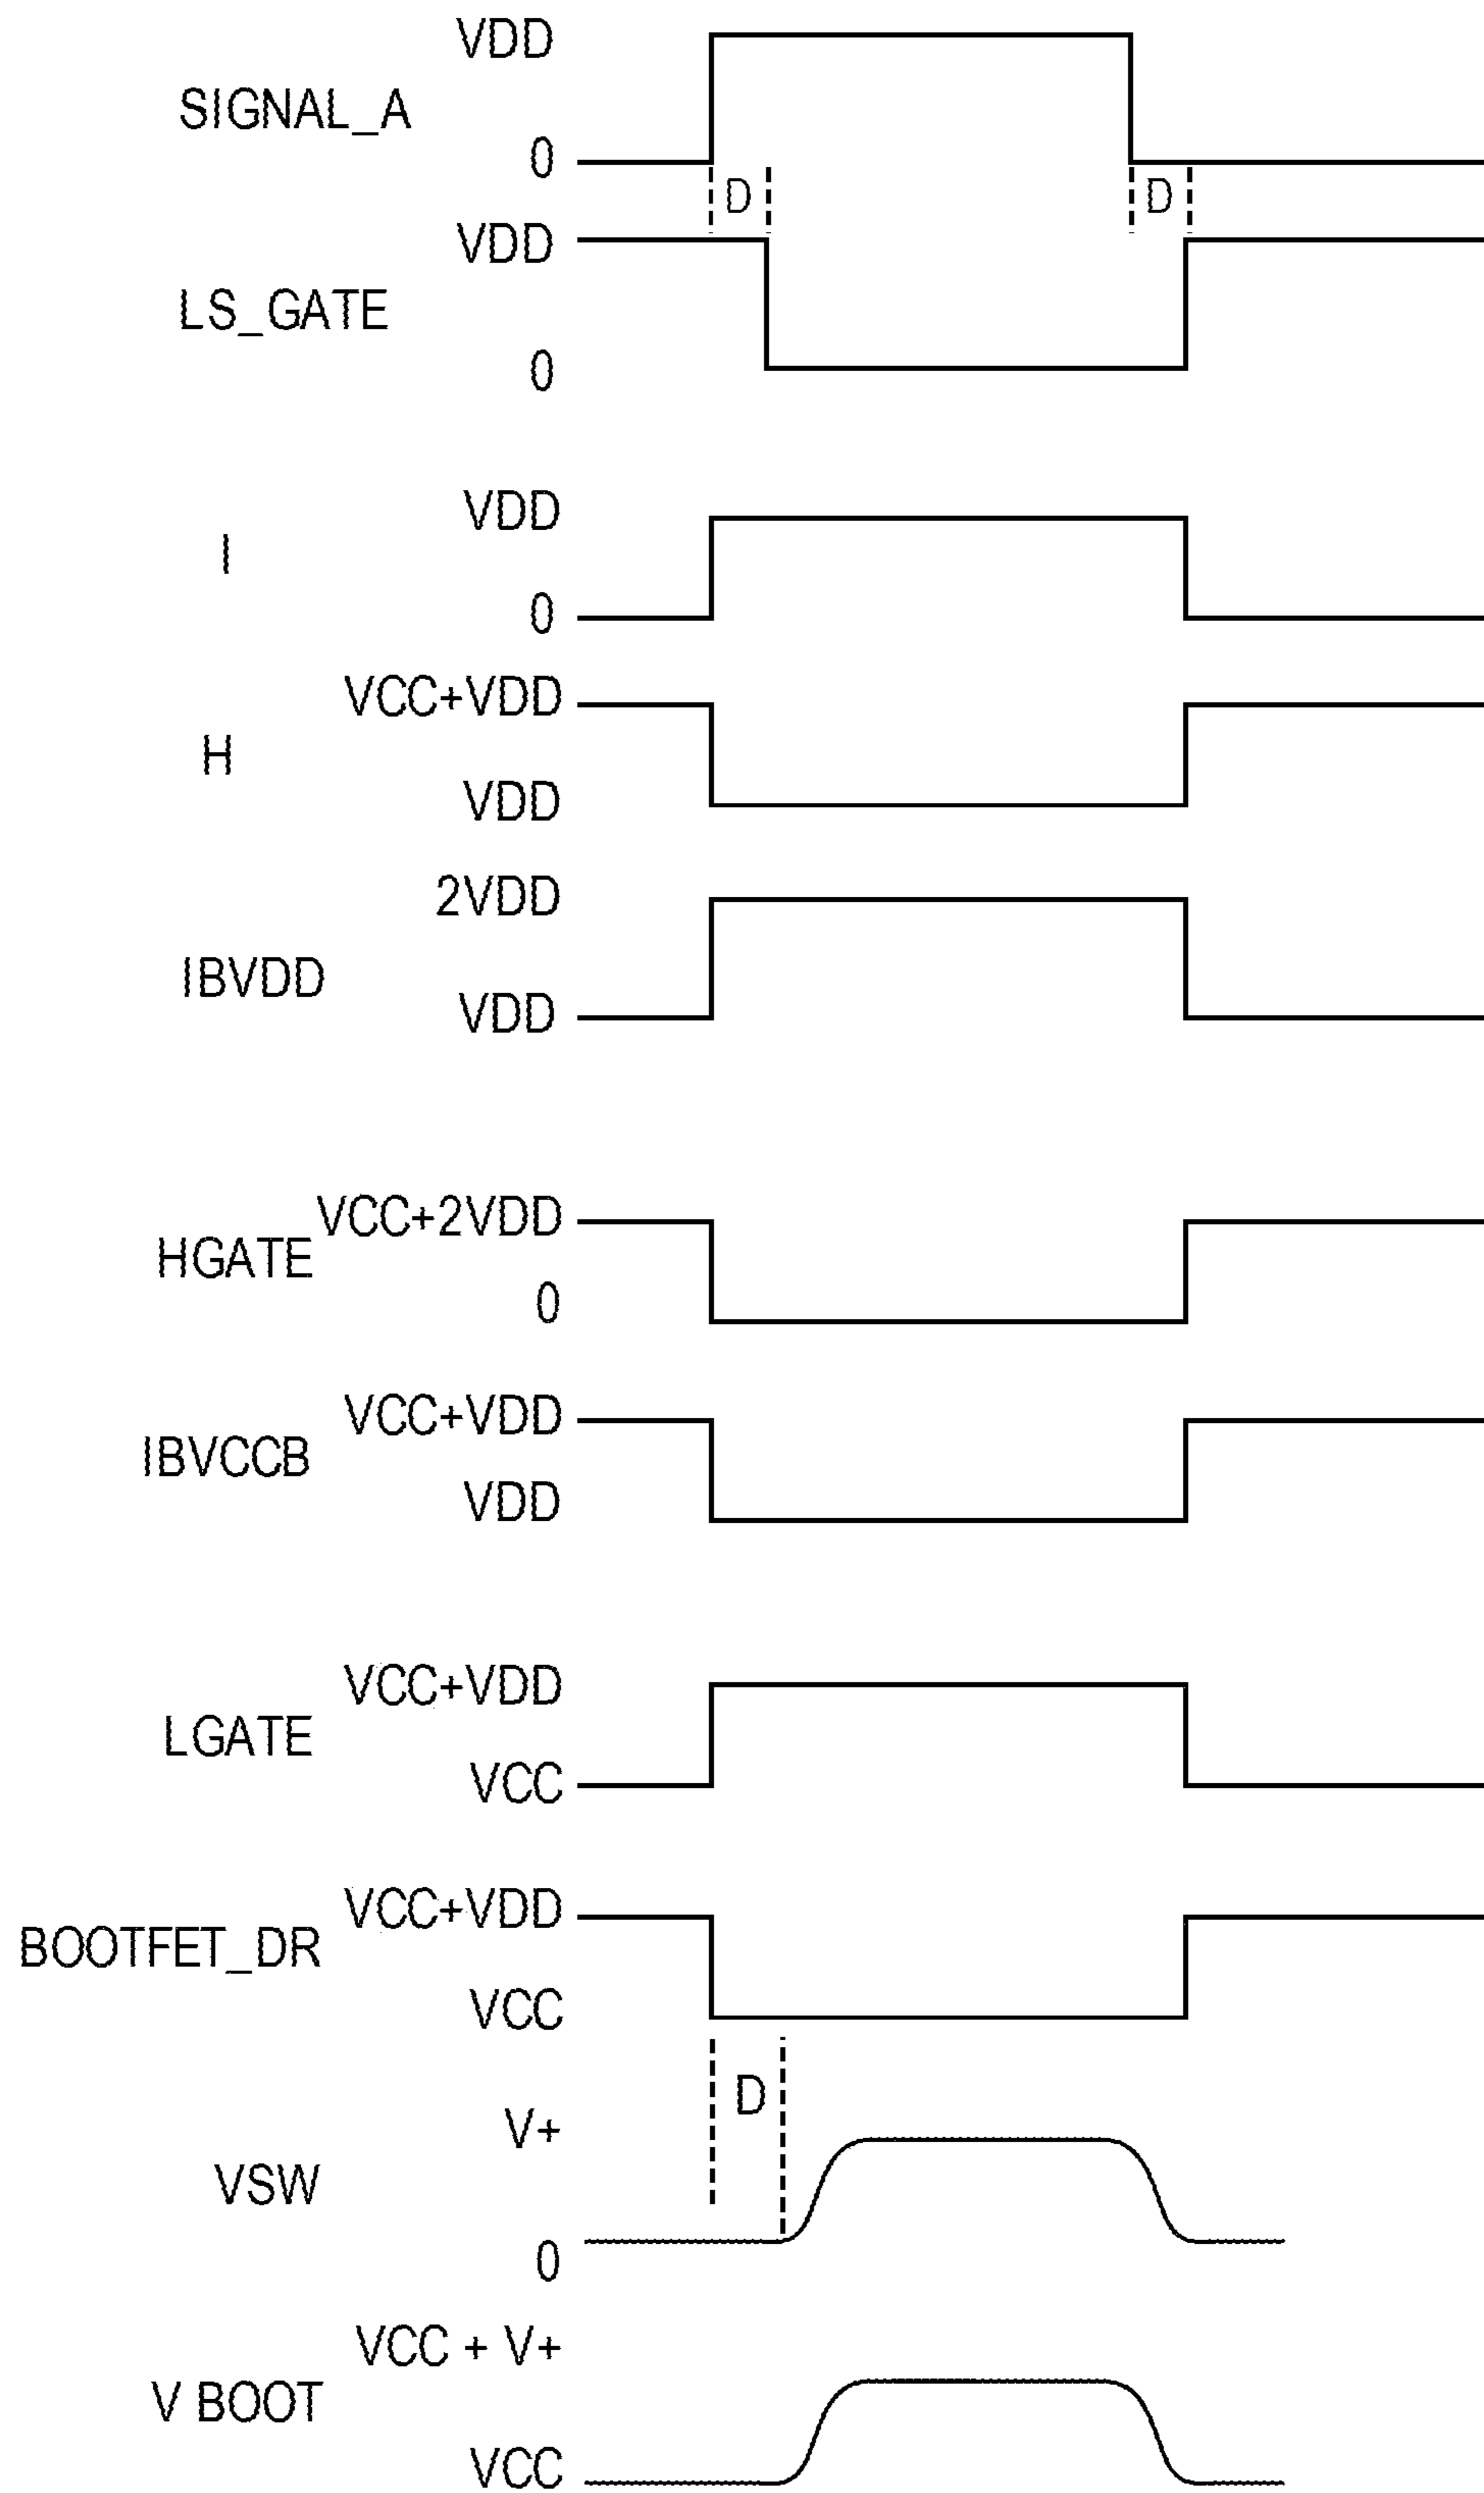 VDD
SIGNAL_A
0
D D
VDD
LS_GATE
0
VDD
I
0
VCC+VDD
H
VDD
2VDD
IBVDD
VDD
VCC+2VDD
HGATE
0
VCC+VDD
IBVCCB
VDD
VCC+VDD
LGATE
VCC
VCC+VDD
BOOTFET_DR
VCC
D
V+
VSW
0
VCC + V+
V BOOT
VCC